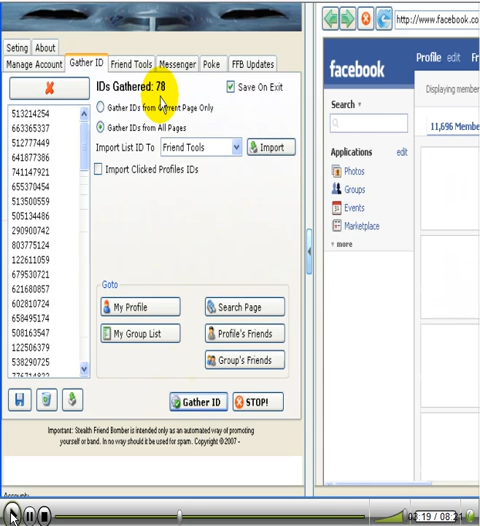 http://www.facebook.co
Seting About
Manage Account Gather ID Friend Tools Messenger Poke FFB Updates
IDs Gathered: 78
Save On Exit
Gather IDs from Current Page Only
Gather IDs from All Pages
Import List ID To Friend Tools Import
Import Clicked Profiles IDs
513214254
663365337
512777449
641877386
741147921
655370454
513500559
505134486
290900742
803775124
122611059
679530721
621680857
602810724
658495174
508163547
122506379
538290725
Goto
My Profile Search Page
My Group List Profile's Friends
Group's Friends
Gather ID STOP!
Important: Stealth Friend Bomber is intended only as an automated way of promoting
yourself or band. In no way should it be used for spam. Copyright © 2007 -
facebook
Profile edit Fr
Displaying member
Search
11,696 Membe
Applications edit
Photos
Groups
Events
Marketplace
more
03:19 / 08:21